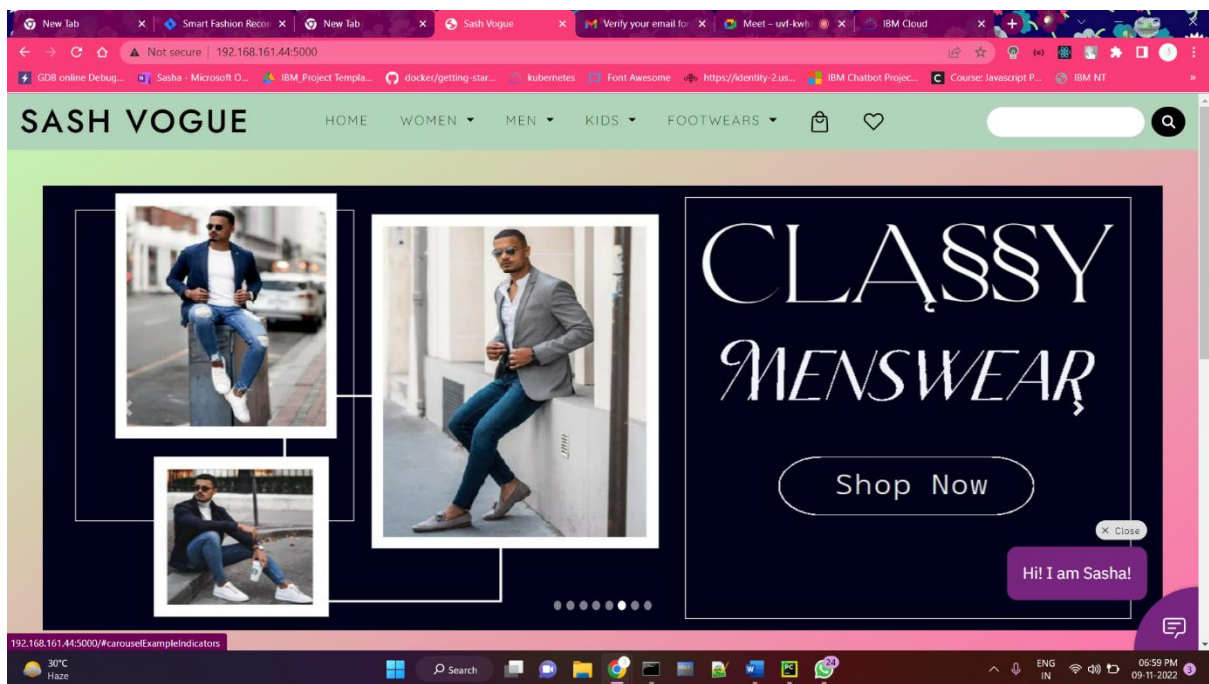 New Tab
Smart Fashion Recon
New Tab
Sash Vogue
Verify your email for
Meet – uvf-kwh
IBM Cloud
Not secure | 192.168.161.44:5000
GDB online Debug...
Sasha - Microsoft O...
IBM_Project Templa...
docker/getting-star...
kubernetes
Font Awesome
https://identity-2.us...
IBM Chatbot Projec...
Course: Javascript P...
IBM NT
SASH VOGUE
HOME
WOMEN
MEN
KIDS
FOOTWEARS
CLĄ§§Y
MENSWEAR
Shop Now
× Close
Hi! I am Sasha!
192.168.161.44:5000/#carouselExampleIndicators
30°C
Haze
Search
24
ENG
IN
06:59 PM
09-11-2022
3